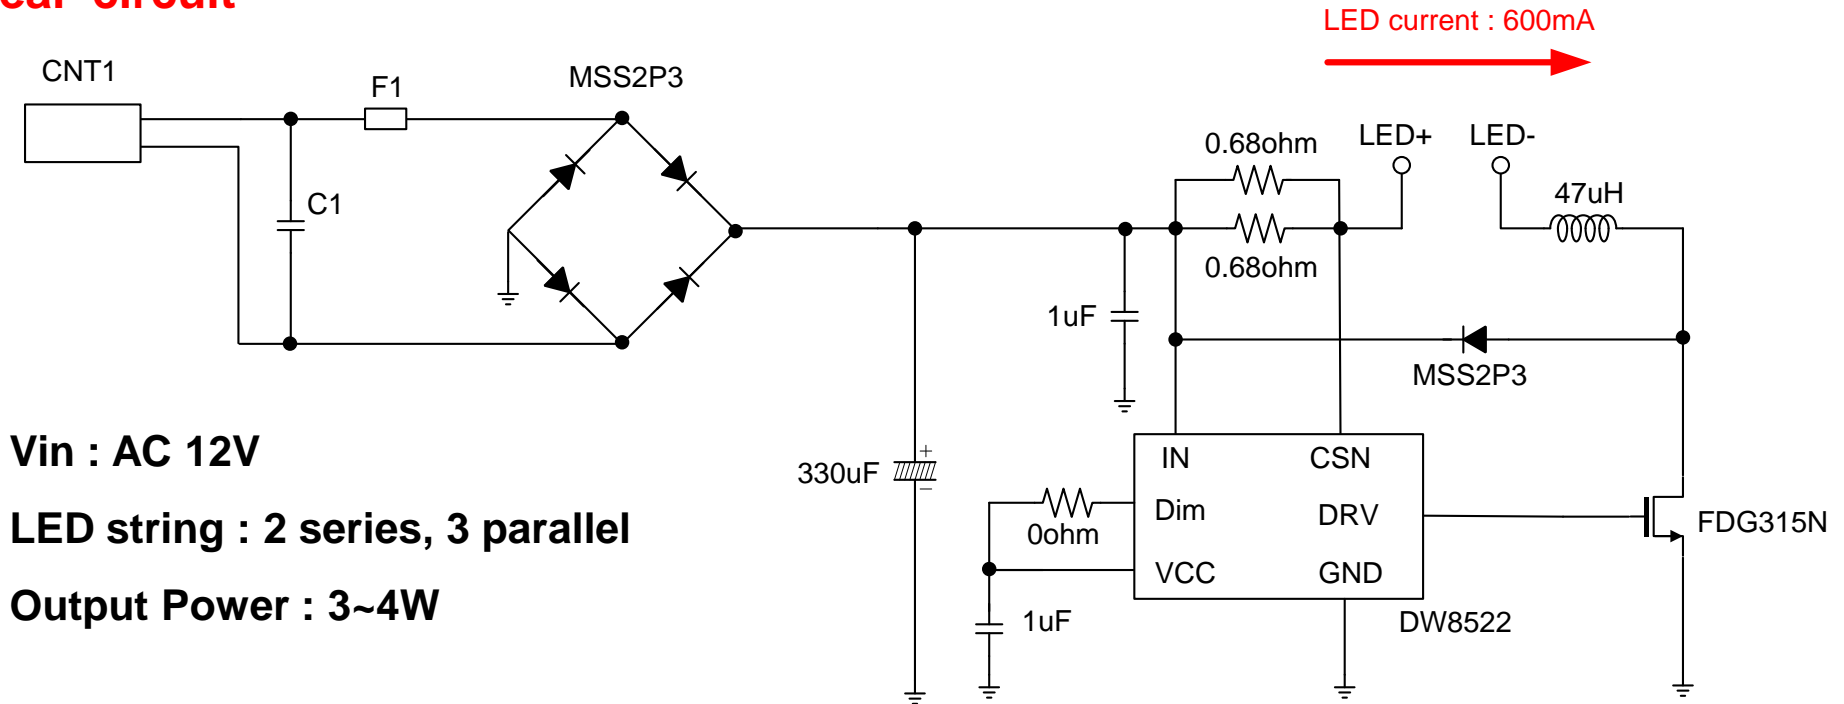 circuit
LED current : 600mA
CNT1
F1
MSS2P3
C1
0.68ohm
LED+
LED-
47uH
0.68ohm
1uF
MSS2P3
Vin : AC 12V
LED string : 2 series, 3 parallel
Output Power : 3~4W
330uF
+
−
IN
CSN
Dim
DRV
VCC
GND
0ohm
1uF
DW8522
FDG315N